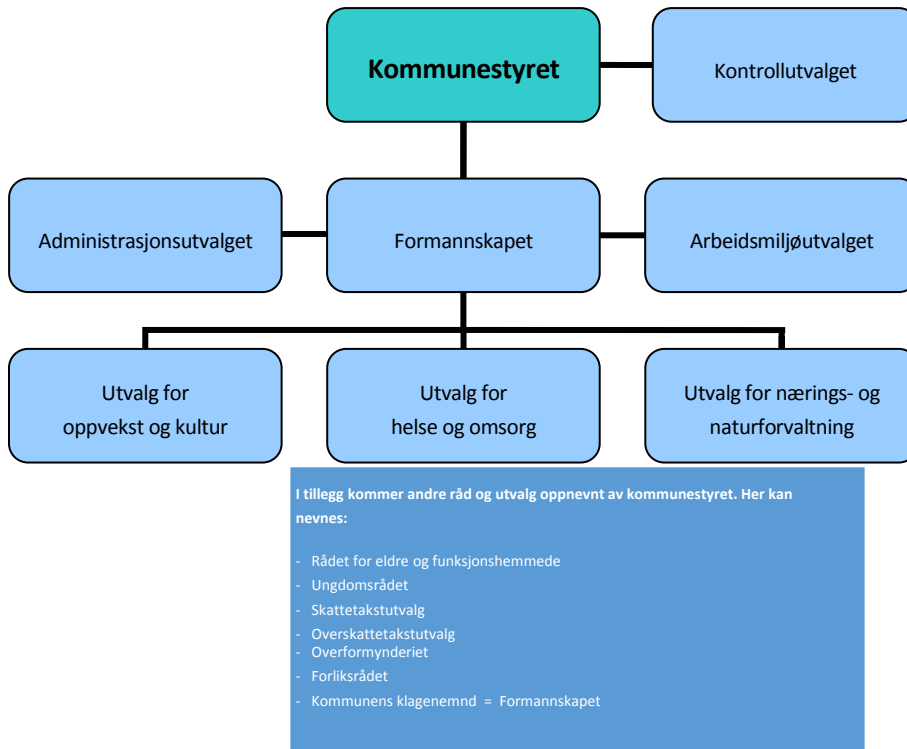 Kommunestyret
Kontrollutvalget
Administrasjonsutvalget
Formannskapet
Arbeidsmiljøutvalget
Utvalg for
oppvekst og kultur
Utvalg for
helse og omsorg
Utvalg for nærings- og
naturforvaltning
I tillegg kommer andre råd og utvalg oppnevnt av kommunestyret. Her kan
nevnes:
- Rådet for eldre og funksjonshemmede
- Ungdomsrådet
- Skattetakstutvalg
- Overskattetakstutvalg
- Overformynderiet
- Forliksrådet
- Kommunens klagenemnd = Formannskapet